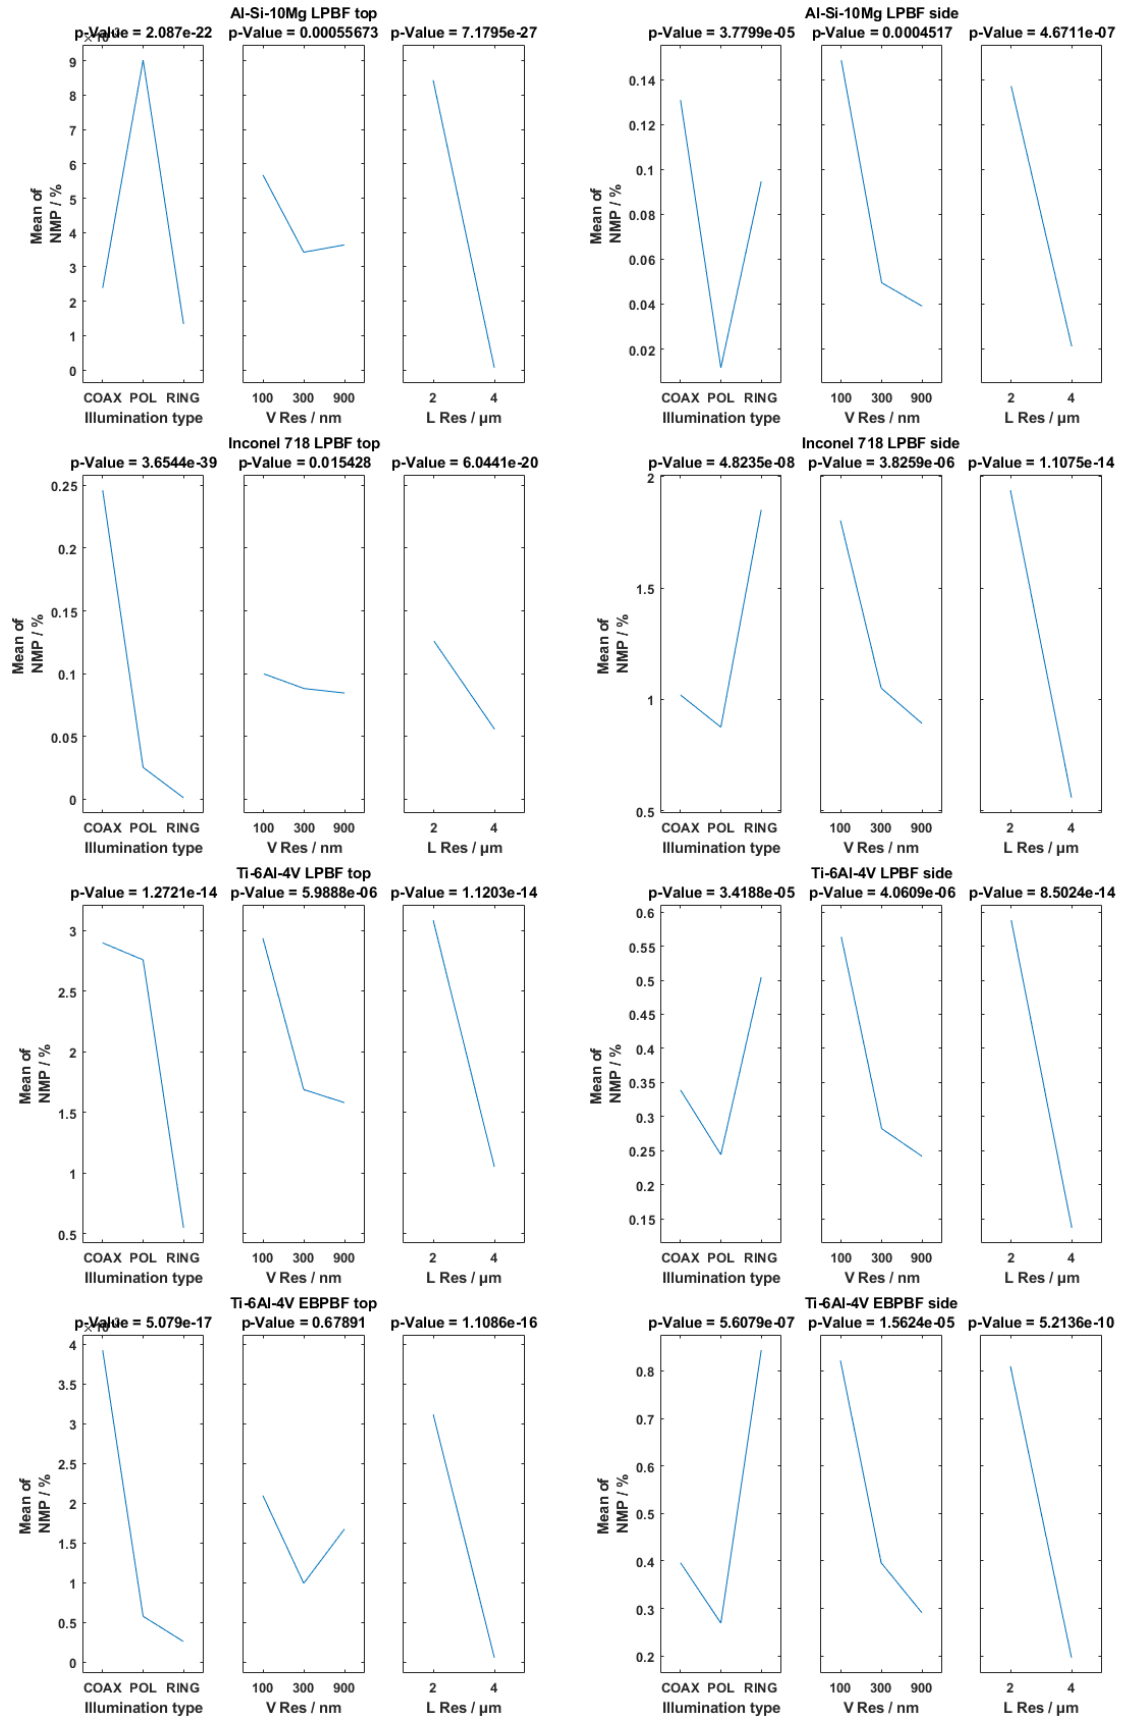 Al-Si-10Mg LPBF top
p-Value = 2.087e-22 p-Value = 0.00055673 p-Value = 7.1795e-27
9
8
7
6
5
4
3
2
1
0
Mean of
NMP / %
COAX POL RING 100 300 900 2 4
Illumination type V Res / nm L Res / µm
Al-Si-10Mg LPBF side
p-Value = 3.7799e-05 p-Value = 0.0004517 p-Value = 4.6711e-07
0.14
0.12
0.1
0.08
0.06
0.04
0.02
Mean of
NMP / %
COAX POL RING 100 300 900 2 4
Illumination type V Res / nm L Res / µm
Inconel 718 LPBF top
p-Value = 3.6544e-39 p-Value = 0.015428 p-Value = 6.0441e-20
0.25
0.2
0.15
0.1
0.05
0
Mean of
NMP / %
COAX POL RING 100 300 900 2 4
Illumination type V Res / nm L Res / µm
Inconel 718 LPBF side
p-Value = 4.8235e-08 p-Value = 3.8259e-06 p-Value = 1.1075e-14
2
1.5
1
0.5
Mean of
NMP / %
COAX POL RING 100 300 900 2 4
Illumination type V Res / nm L Res / µm
Ti-6Al-4V LPBF top
p-Value = 1.2721e-14 p-Value = 5.9888e-06 p-Value = 1.1203e-14
3
2.5
2
1.5
1
0.5
Mean of
NMP / %
COAX POL RING 100 300 900 2 4
Illumination type V Res / nm L Res / µm
Ti-6Al-4V LPBF side
p-Value = 3.4188e-05 p-Value = 4.0609e-06 p-Value = 8.5024e-14
0.6
0.55
0.5
0.45
0.4
0.35
0.3
0.25
0.2
0.15
Mean of
NMP / %
COAX POL RING 100 300 900 2 4
Illumination type V Res / nm L Res / µm
Ti-6Al-4V EBPBF top
p-Value = 5.079e-17 p-Value = 0.67891 p-Value = 1.1086e-16
4
3.5
3
2.5
2
1.5
1
0.5
0
Mean of
NMP / %
COAX POL RING 100 300 900 2 4
Illumination type V Res / nm L Res / µm
Ti-6Al-4V EBPBF side
p-Value = 5.6079e-07 p-Value = 1.5624e-05 p-Value = 5.2136e-10
0.8
0.7
0.6
0.5
0.4
0.3
0.2
Mean of
NMP / %
COAX POL RING 100 300 900 2 4
Illumination type V Res / nm L Res / µm